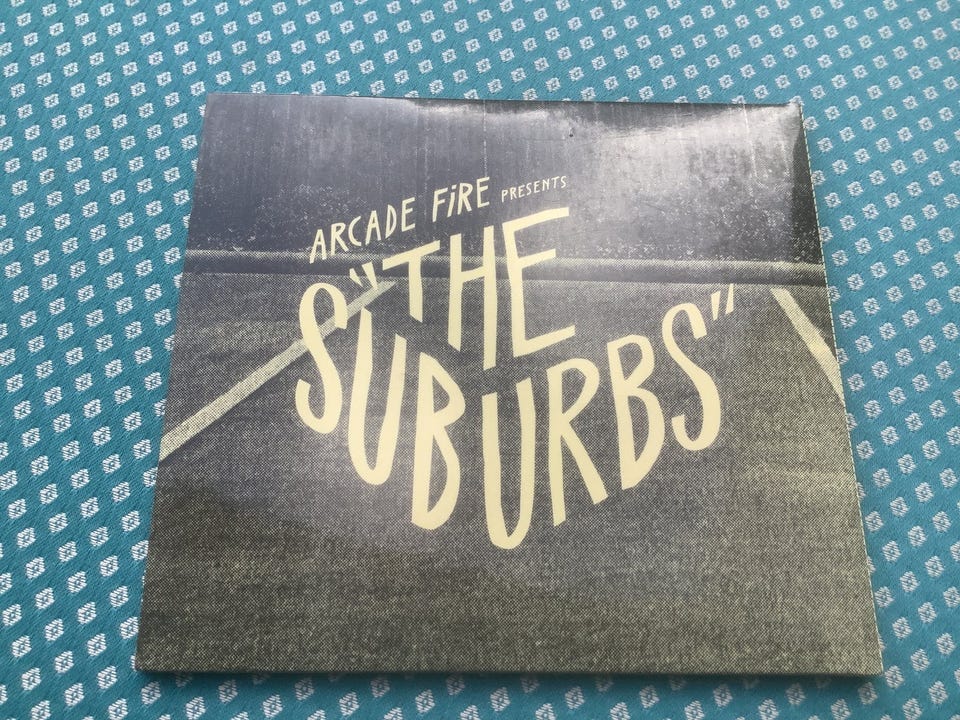 ARCADE FiRE PRESENTS
"THE
SUBURBS"